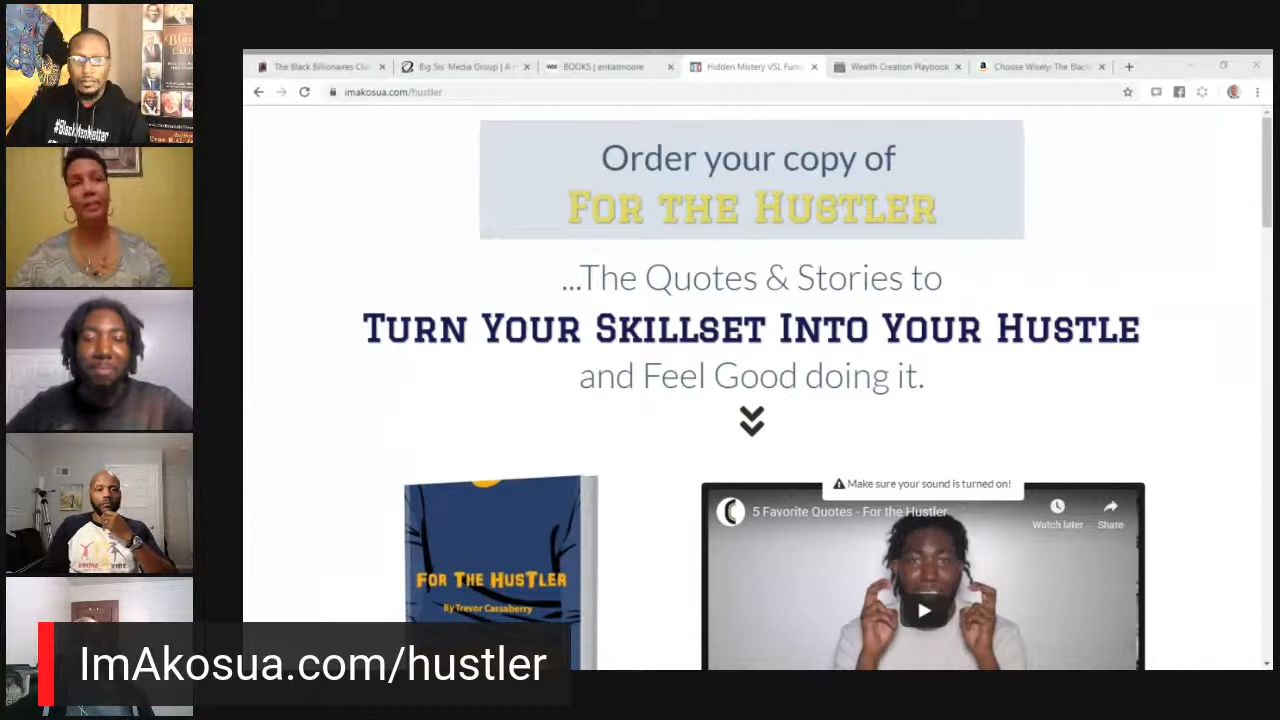 The Black Billionaires Clu
Big Sis' Media Group | A
BOOKS | erikatmoore
Hidden Mistery VSL Fun
Wealth Creation Playbook
Choose Wisely: The Black
imakosua.com/hustler
#BlackMenMatter
Order your copy of
FOR THE HUSTLER
...The Quotes & Stories to
TURN YOUR SKILLSET INTO YOUR HUSTLE
and Feel Good doing it.
Make sure your sound is turned on!
5 Favorite Quotes - For the Hustler
Watch later
Share
FOR THE HUSTLER
By Trevor Cassaberry
ImAkosua.com/hustler